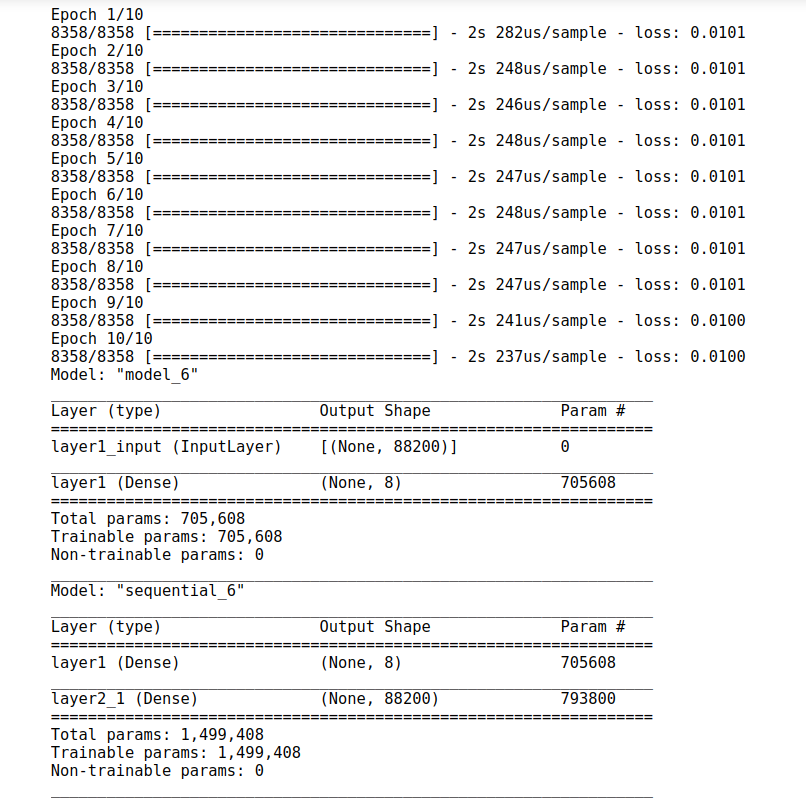 Epoch 1/10
8358/8358 [==============================] - 2s 282us/sample - loss: 0.0101
Epoch 2/10
8358/8358 [==============================] - 2s 248us/sample - loss: 0.0101
Epoch 3/10
8358/8358 [==============================] - 2s 246us/sample - loss: 0.0101
Epoch 4/10
8358/8358 [==============================] - 2s 248us/sample - loss: 0.0101
Epoch 5/10
8358/8358 [==============================] - 2s 247us/sample - loss: 0.0101
Epoch 6/10
8358/8358 [==============================] - 2s 248us/sample - loss: 0.0101
Epoch 7/10
8358/8358 [==============================] - 2s 247us/sample - loss: 0.0101
Epoch 8/10
8358/8358 [==============================] - 2s 247us/sample - loss: 0.0101
Epoch 9/10
8358/8358 [==============================] - 2s 241us/sample - loss: 0.0100
Epoch 10/10
8358/8358 [==============================] - 2s 237us/sample - loss: 0.0100
Model: "model_6"
_________________________________________________________________
Layer (type)                 Output Shape              Param #
=================================================================
layer1_input (InputLayer)    [(None, 88200)]           0
_________________________________________________________________
layer1 (Dense)               (None, 8)                 705608
=================================================================
Total params: 705,608
Trainable params: 705,608
Non-trainable params: 0
_________________________________________________________________
Model: "sequential_6"
_________________________________________________________________
Layer (type)                 Output Shape              Param #
=================================================================
layer1 (Dense)               (None, 8)                 705608
_________________________________________________________________
layer2_1 (Dense)             (None, 88200)             793800
=================================================================
Total params: 1,499,408
Trainable params: 1,499,408
Non-trainable params: 0
_________________________________________________________________